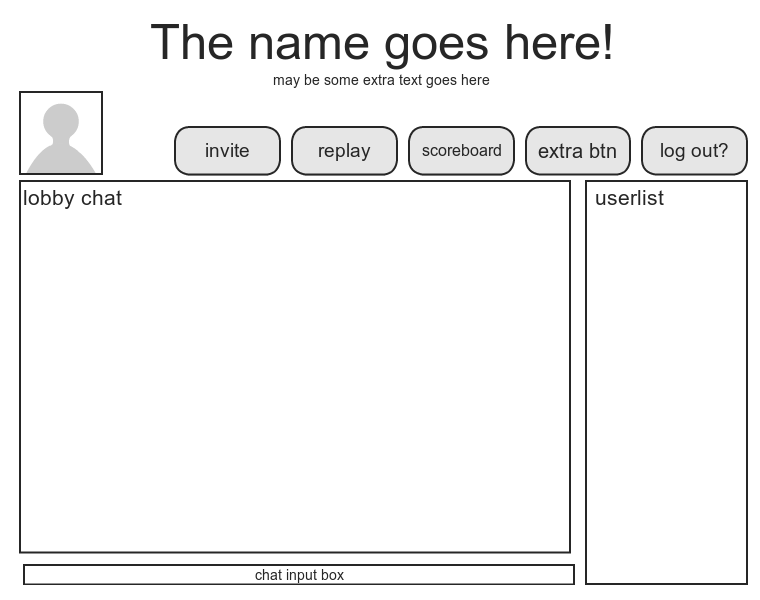 The name goes here!
may be some extra text goes here
invite
replay
scoreboard
extra btn
log out?
lobby chat
userlist
chat input box